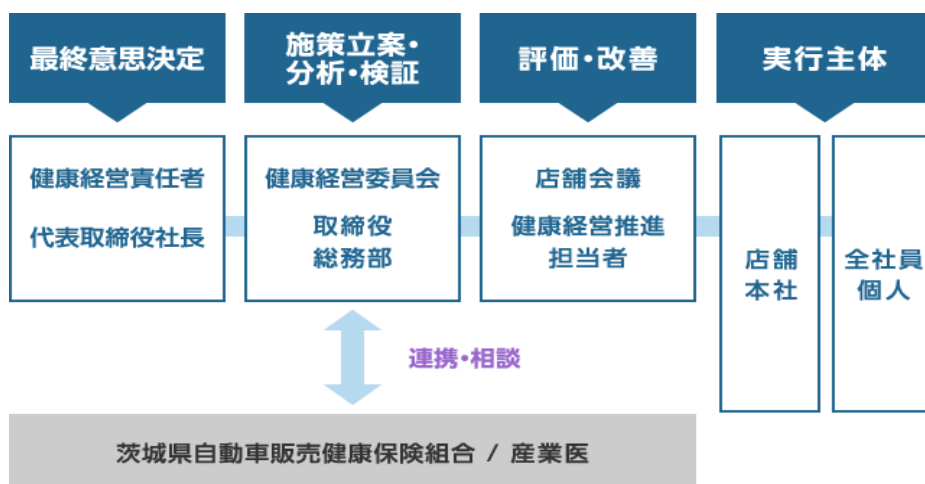 最終意思決定
施策立案・
分析・検証
評価・改善
実行主体
健康経営責任者
代表取締役社長
健康経営委員会
取締役
総務部
店舗会議
健康経営推進
担当者
店舗
本社
全社員
個人
連携・相談
茨城県自動車販売健康保険組合 / 産業医